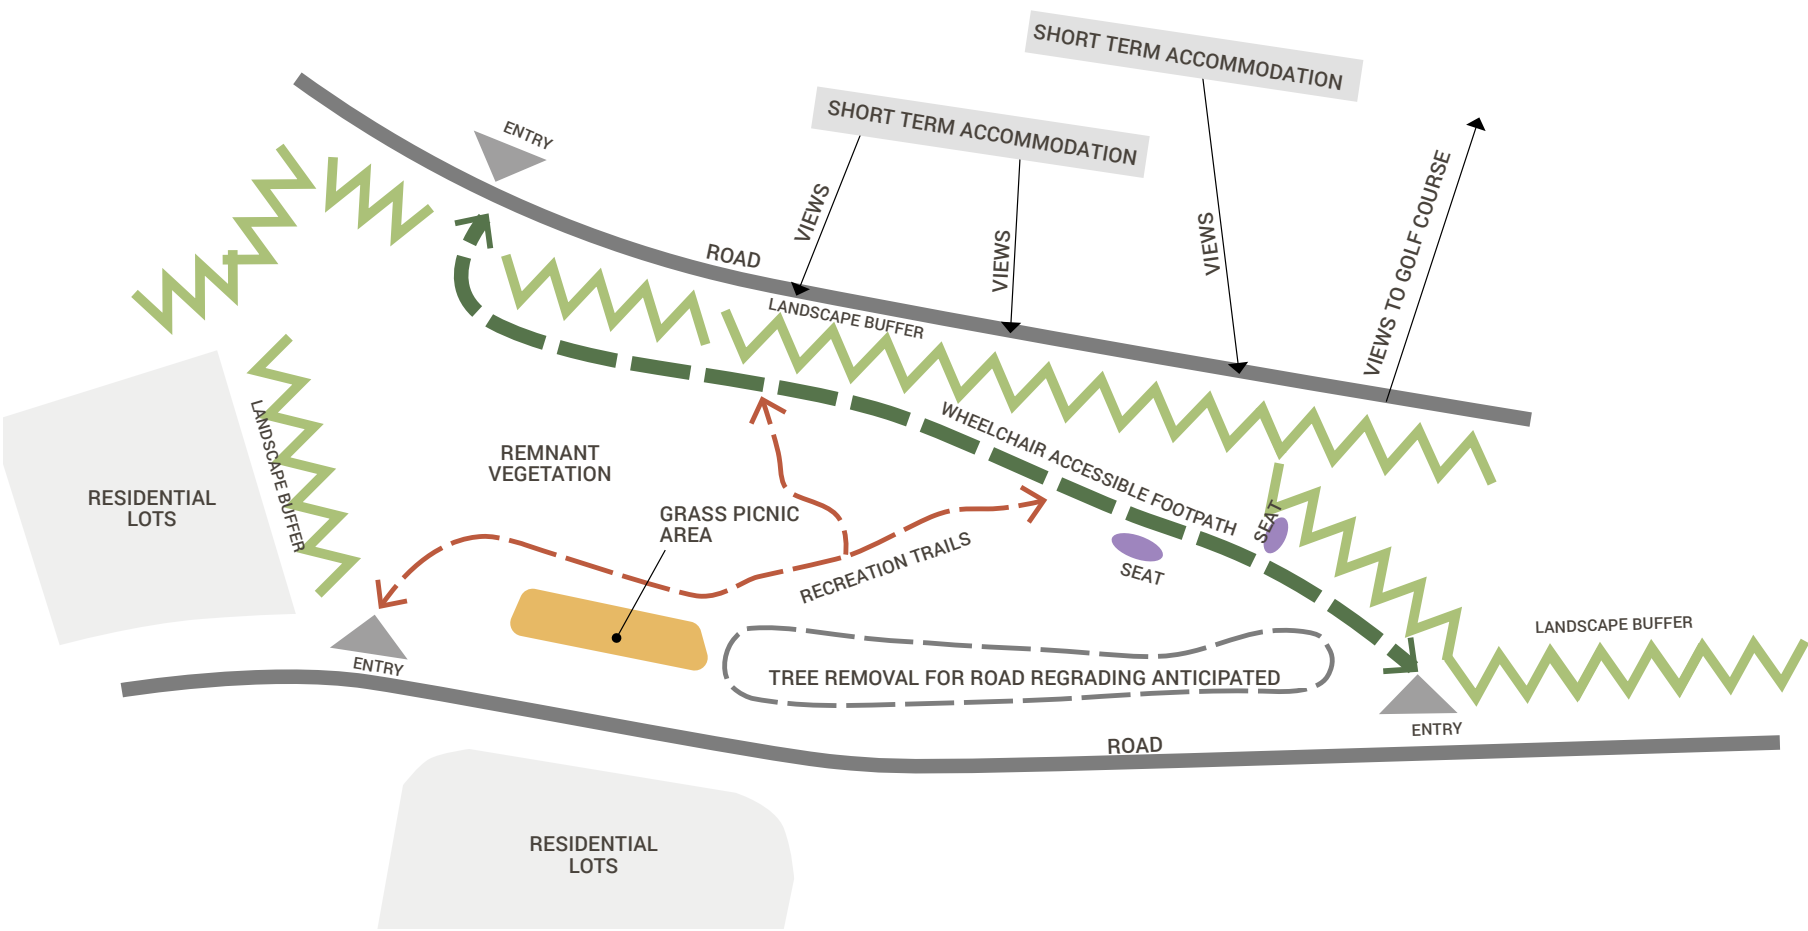 SHORT TERM ACCOMMODATION
SHORT TERM ACCOMMODATION
ENTRY
VIEWS
VIEWS
VIEWS
VIEWS TO GOLF COURSE
ROAD
LANDSCAPE BUFFER
WHEELCHAIR ACCESSIBLE FOOTPATH
LANDSCAPE BUFFER
REMNANT
VEGETATION
RESIDENTIAL
LOTS
GRASS PICNIC
AREA
SEAT
SEAT
RECREATION TRAILS
LANDSCAPE BUFFER
ENTRY
TREE REMOVAL FOR ROAD REGRADING ANTICIPATED
ENTRY
ROAD
RESIDENTIAL
LOTS